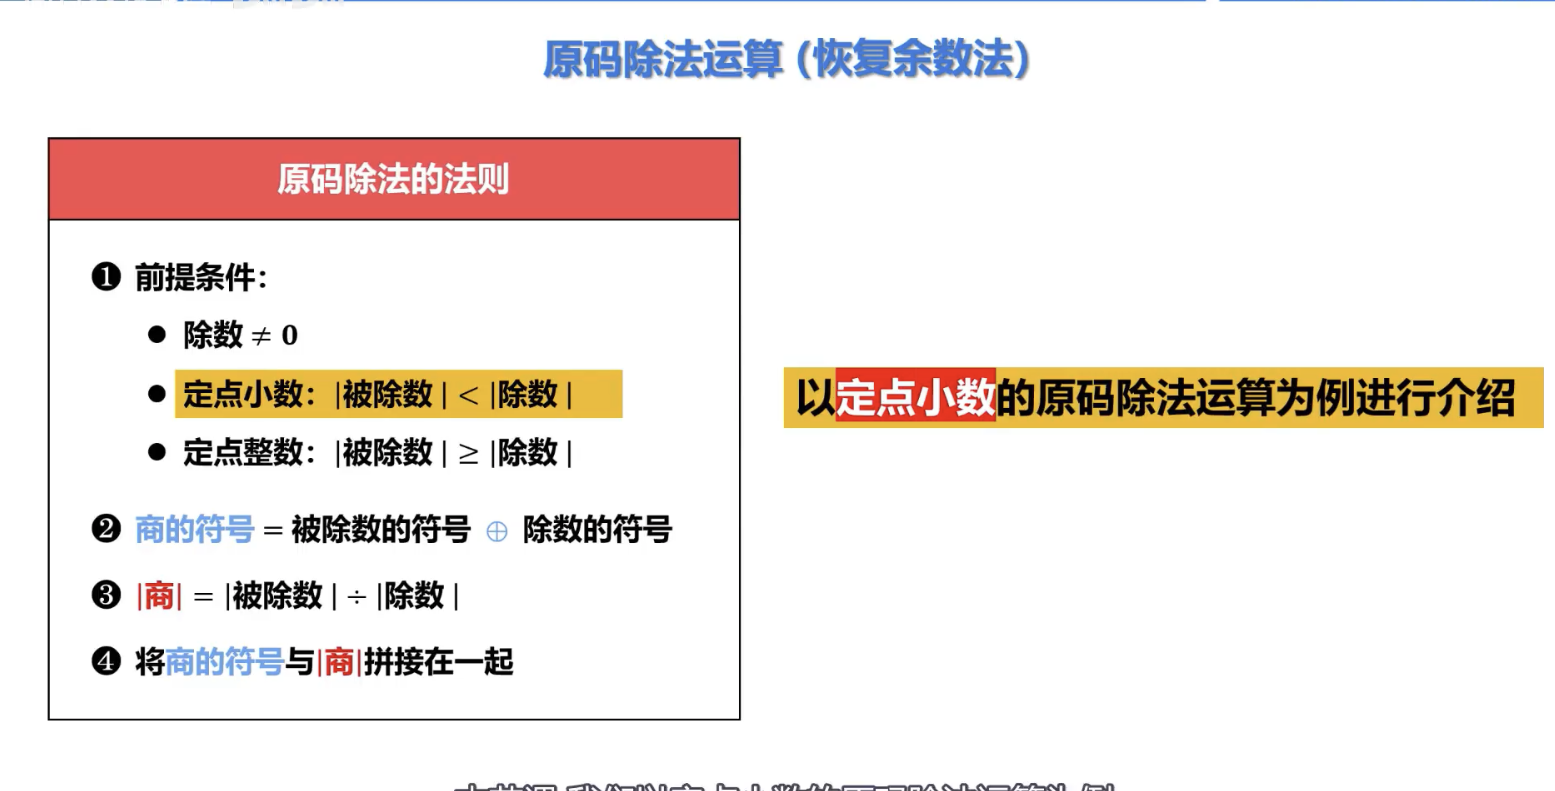 原码除法运算（恢复余数法）
原码除法的法则
❶ 前提条件：
● 除数 ≠ 0
● 定点小数：|被除数| < |除数|
● 定点整数：|被除数| ≥ |除数|
❷ 商的符号 = 被除数的符号 ⊕ 除数的符号
❸ |商| = |被除数| ÷ |除数|
❹ 将商的符号与|商|拼接在一起
以定点小数的原码除法运算为例进行介绍